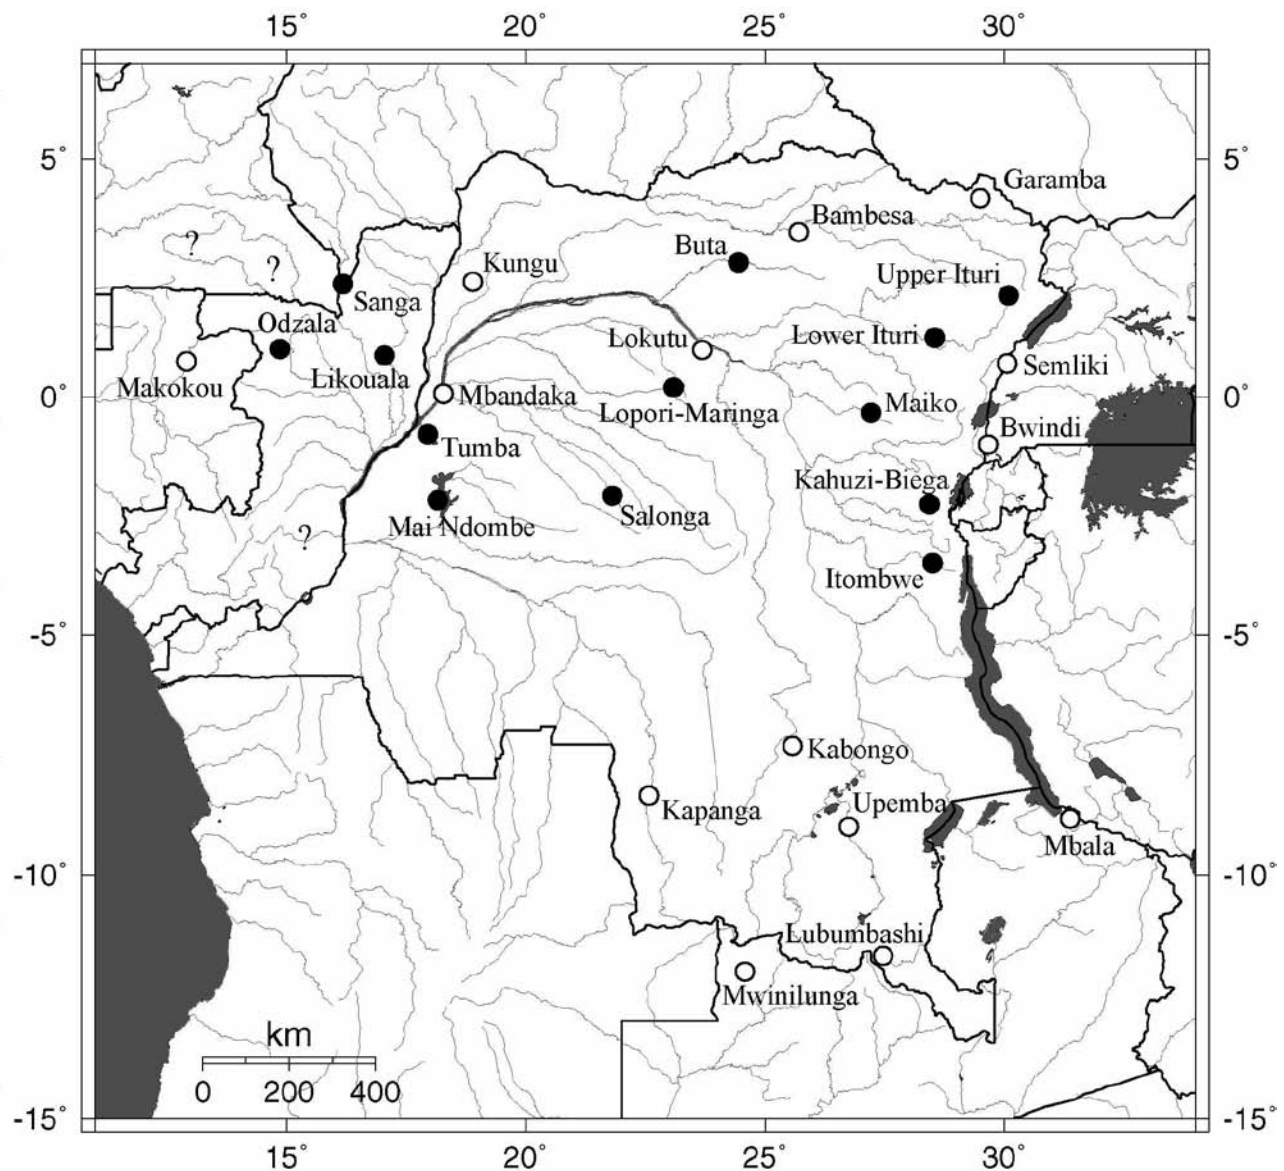 15° 20° 25° 30°
5° 5°
Garamba
Bambesa
Buta
?
Kungu
?
Upper Ituri
Sanga
Odzala
Lokutu
Lower Ituri
Semliki
Makokou
Likouala
0° 0°
Mbandaka
Lopori-Maringa
Maiko
Bwindi
Tumba
Kahuzi-Biega
Salonga
Mai Ndombe
?
Itombwe
-5° -5°
Kabongo
Kapanga
Upemba
Mbala
-10° -10°
Lubumbashi
Mwinilunga
km
0 200 400
-15° -15°
15° 20° 25° 30°